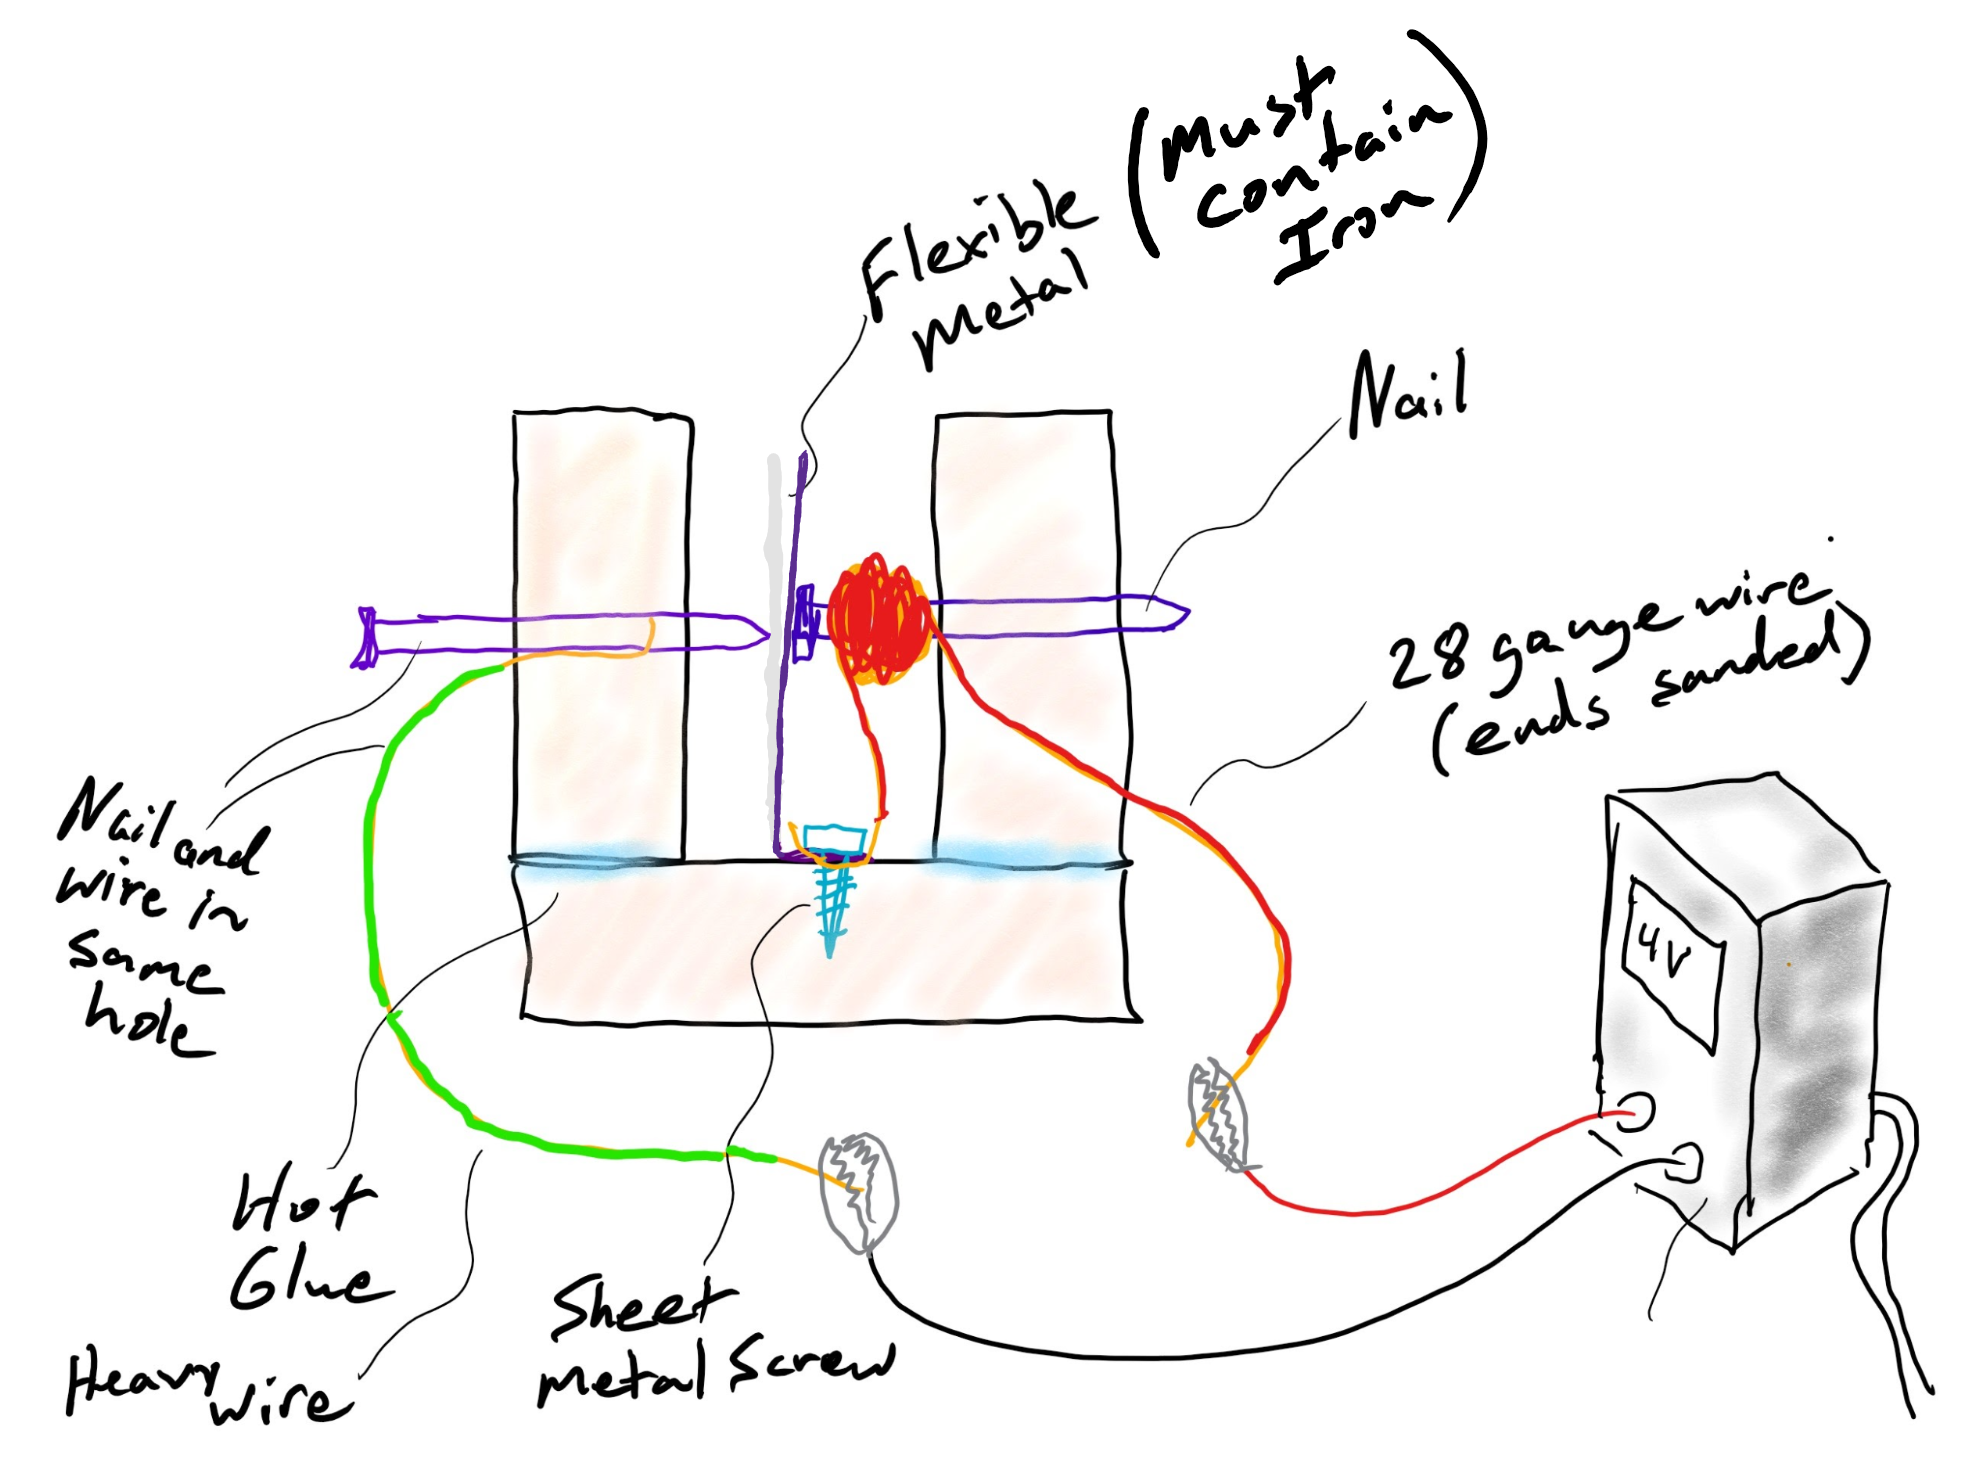 (Must
contain
Iron)
Flexible
Metal
Nail
28 gauge wire
(ends sanded)
Nail and
wire in
same
hole
4V
Hot
Glue
Sheet
metal Screw
Heavy
wire